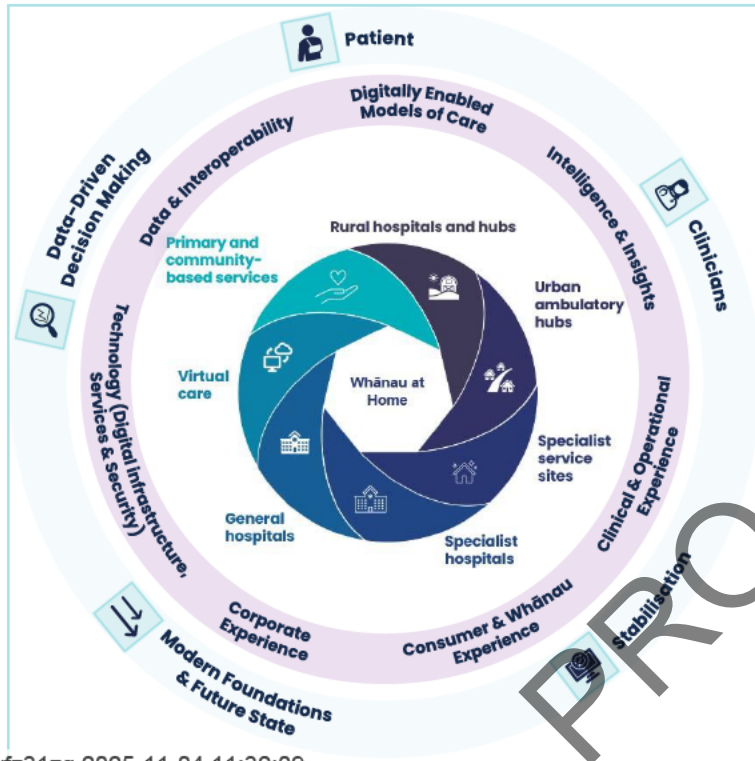 Patient
Clinicians
Stabilisation
Modern Foundations
& Future State
Data-Driven
Decision Making
Digitally Enabled
Models of Care
Intelligence & Insights
Clinical & Operational
Experience
Consumer & Whānau
Experience
Corporate
Experience
Technology (Digital infrastructure,
Services & Security)
Data & Interoperability
Rural hospitals and hubs
Urban
ambulatory
hubs
Specialist
service
sites
Specialist
hospitals
General
hospitals
Virtual
care
Primary and
community-
based services
Whānau at
Home
PRO